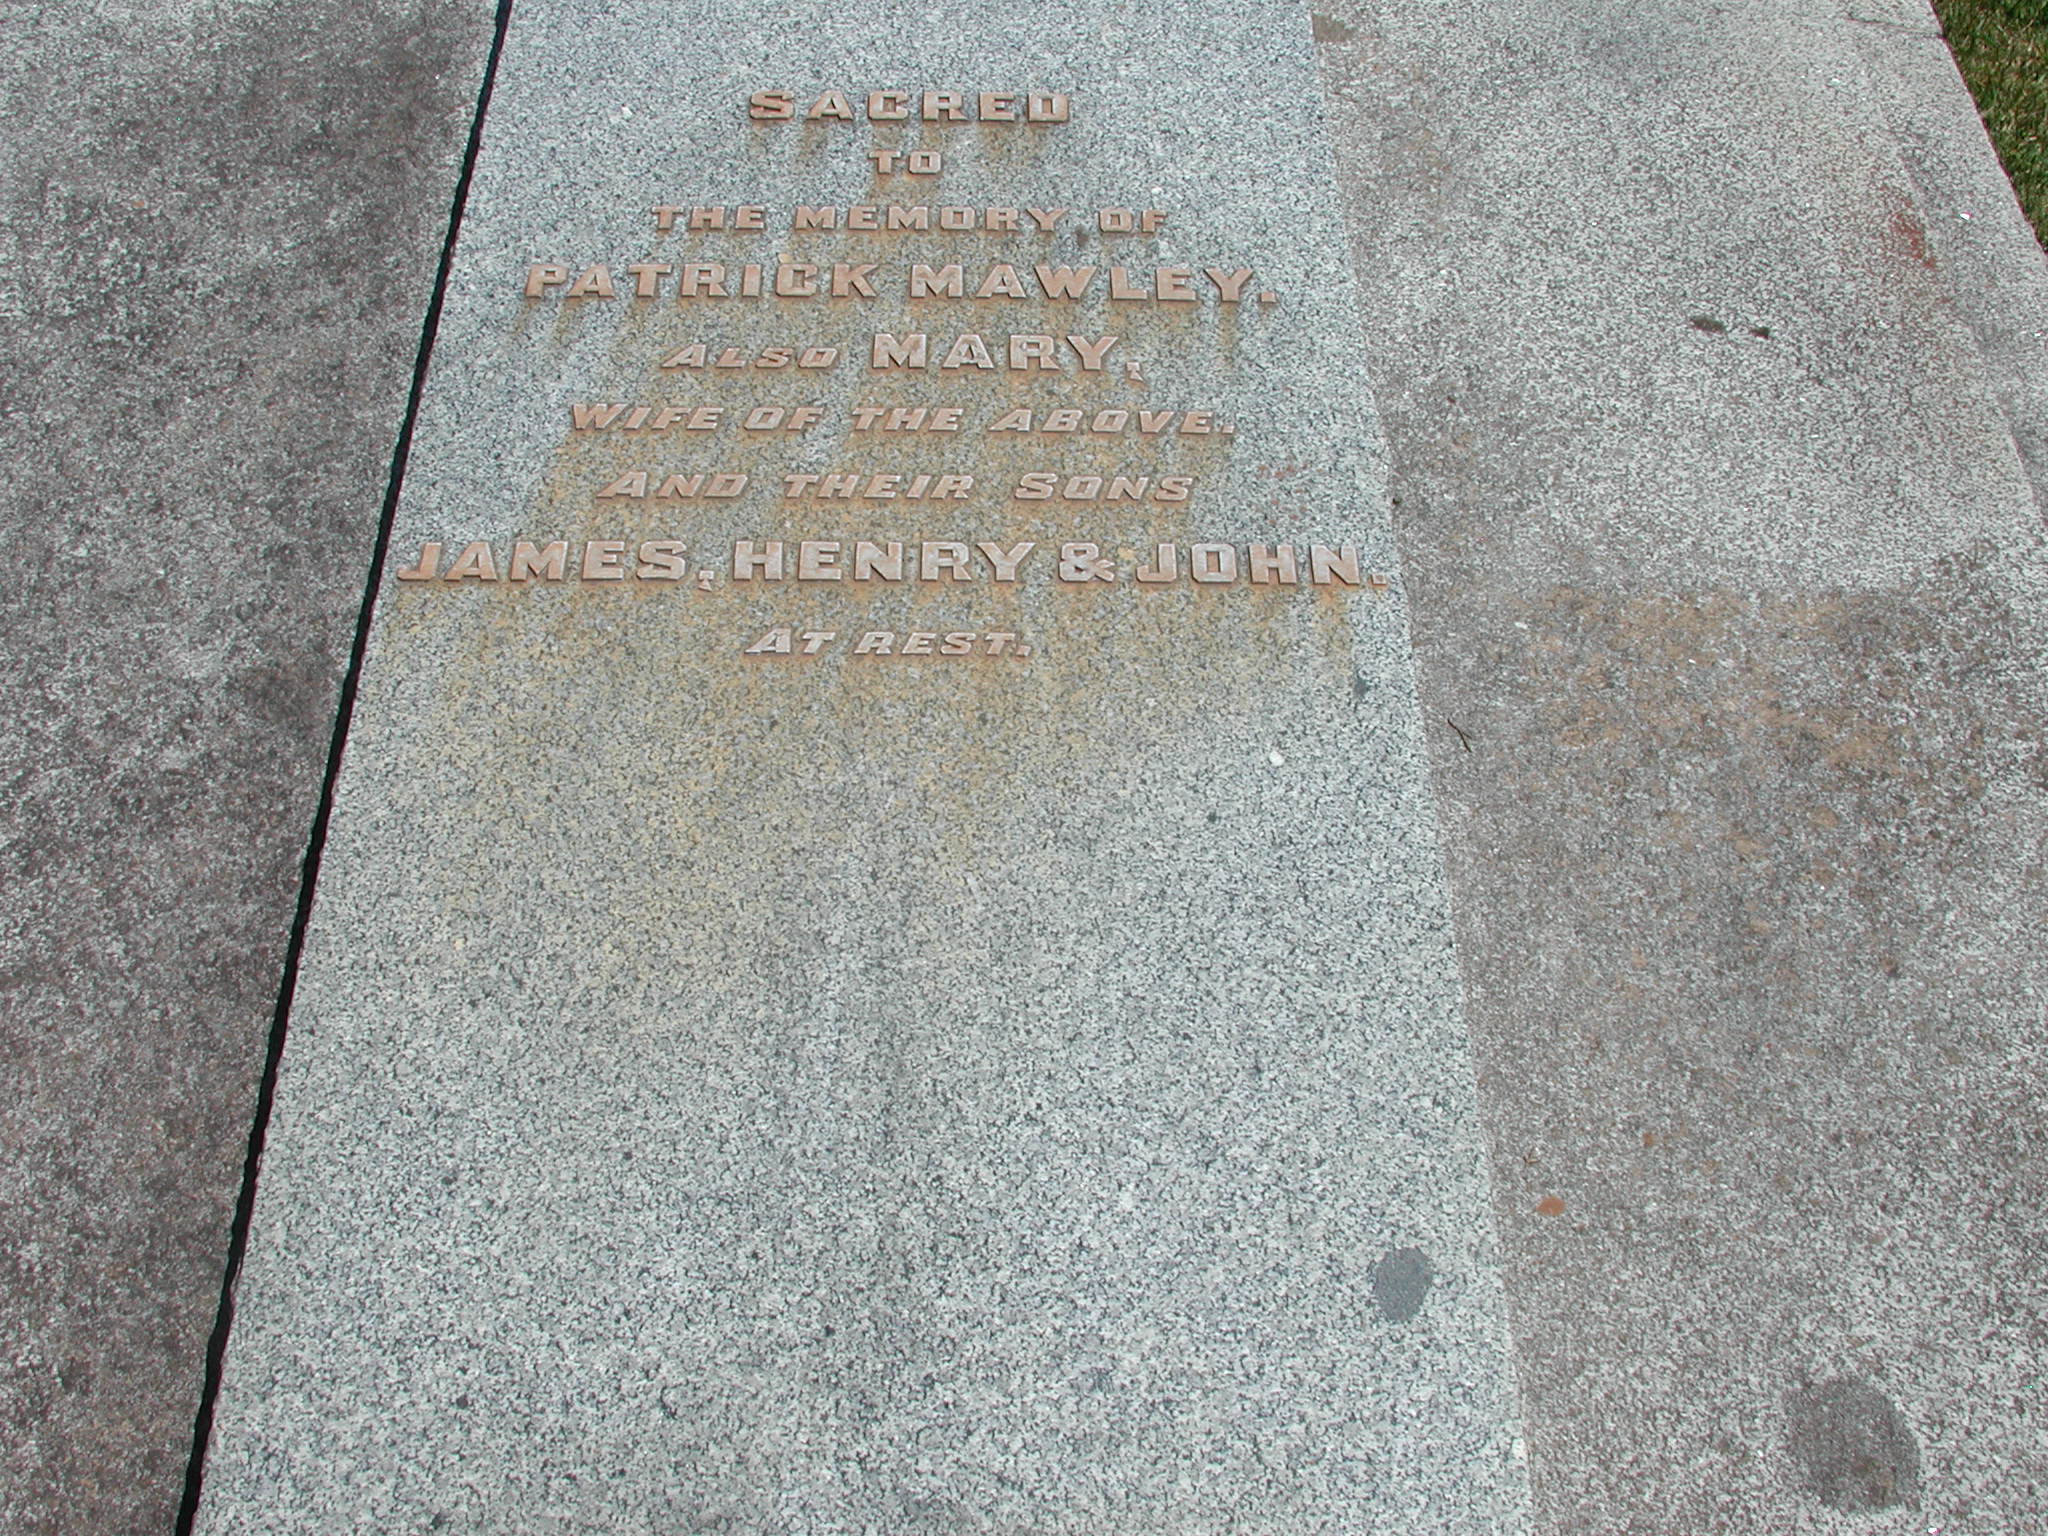 SACRED
TO
THE MEMORY OF
PATRICK MAWLEY.
ALSO MARY,
WIFE OF THE ABOVE.
AND THEIR SONS
JAMES, HENRY & JOHN.
AT REST.